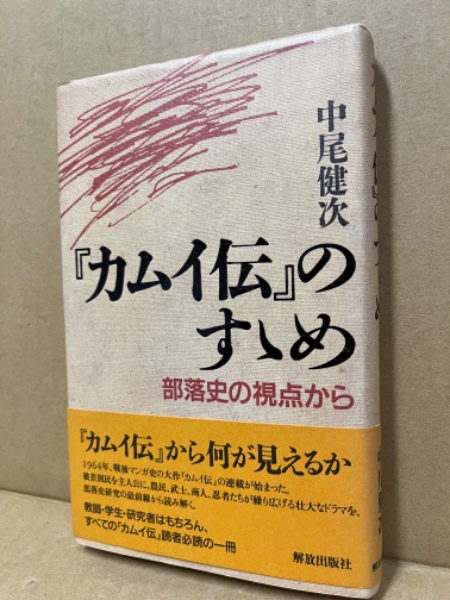 中尾健次
『カムイ伝』の
すゝめ
部落史の視点から
『カムイ伝』から何が見えるか
1964年、戦後マンガ史の大作『カムイ伝』の連載が始まった。
被差別民を主人公に、農民、武士、商人、忍者たちが繰り広げる壮大なドラマを、
部落史研究の最前線から読み解く。
教師・学生・研究者はもちろん、
すべての『カムイ伝』読者必読の一冊
解放出版社